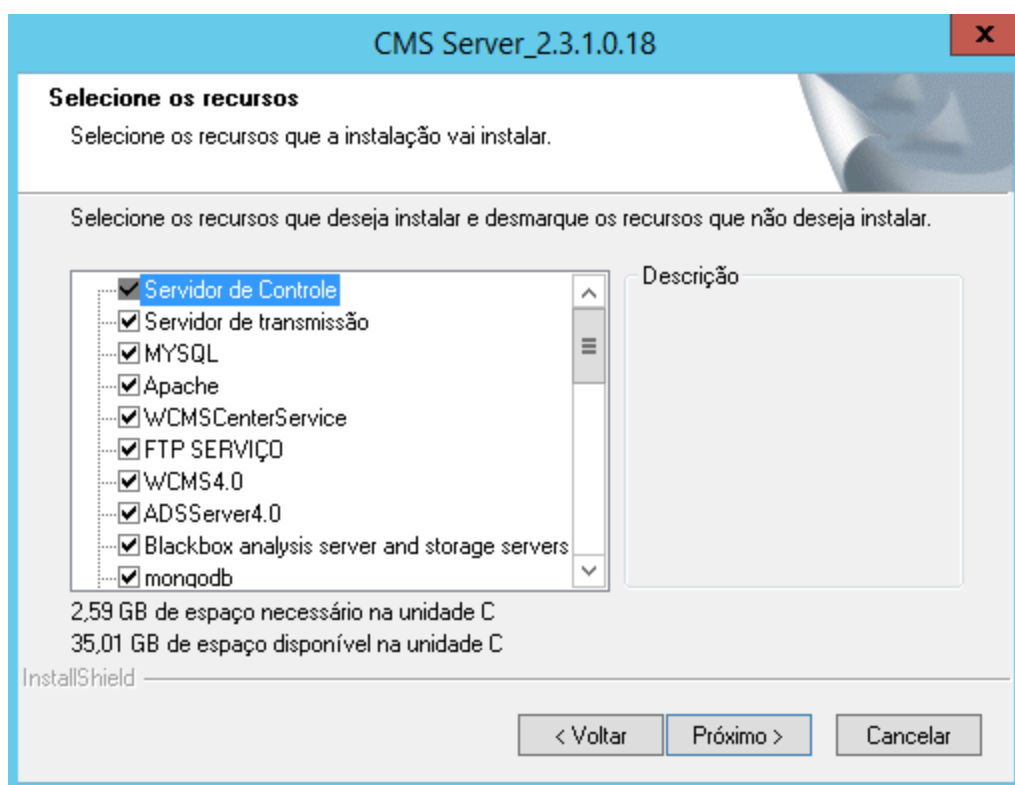 CMS Server_2.3.1.0.18
x
Selecione os recursos
Selecione os recursos que a instalação vai instalar.
Selecione os recursos que deseja instalar e desmarque os recursos que não deseja instalar.
Servidor de Controle
Servidor de transmissão
MYSQL
Apache
WCMSCenterService
FTP SERVIÇO
WCMS4.0
ADSServer4.0
Blackbox analysis server and storage servers
mongodb
Descrição
2,59 GB de espaço necessário na unidade C
35,01 GB de espaço disponível na unidade C
InstallShield
< Voltar
Próximo >
Cancelar